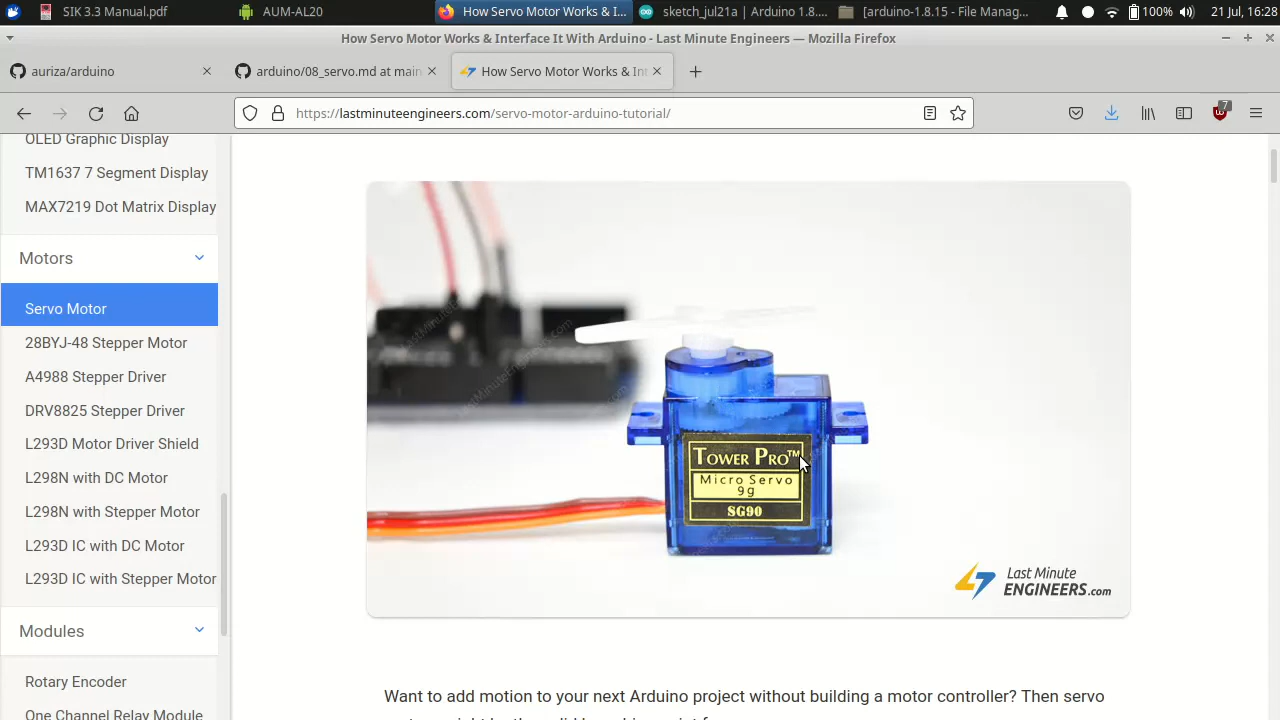 SIK 3.3 Manual.pdf
AUM-AL20
How Servo Motor Works & I...
sketch_jul21a | Arduino 1.8....
[arduino-1.8.15 - File Manag...
100%
21 Jul, 16:28
How Servo Motor Works & Interface It With Arduino - Last Minute Engineers — Mozilla Firefox
auriza/arduino
arduino/08_servo.md at main
How Servo Motor Works & Int
https://lastminuteengineers.com/servo-motor-arduino-tutorial/
7
OLED Graphic Display
TM1637 7 Segment Display
MAX7219 Dot Matrix Display
Motors
Servo Motor
28BYJ-48 Stepper Motor
A4988 Stepper Driver
DRV8825 Stepper Driver
L293D Motor Driver Shield
L298N with DC Motor
L298N with Stepper Motor
L293D IC with DC Motor
L293D IC with Stepper Motor
Modules
Rotary Encoder
One Channel Relay Module
TOWER PRO™
Micro Servo
9g
SG90
Last Minute
ENGINEERS.com
Want to add motion to your next Arduino project without building a motor controller? Then servo